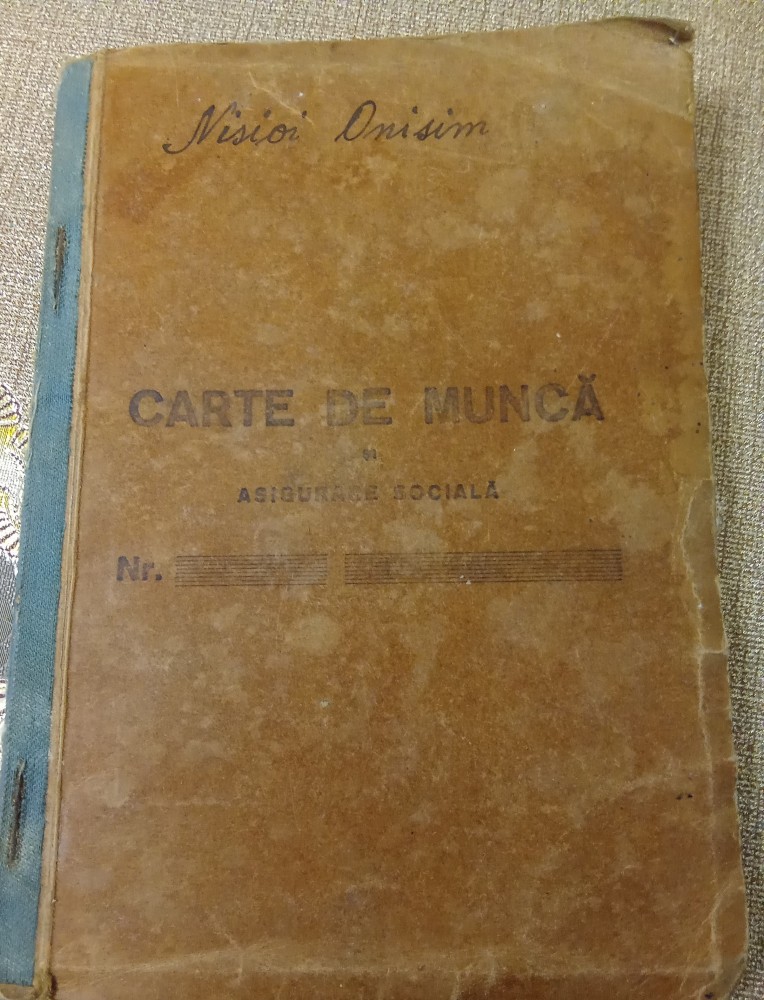 Nisioi Onisim
CARTE DE MUNCĂ
ȘI
ASIGURARE SOCIALĂ
Nr.